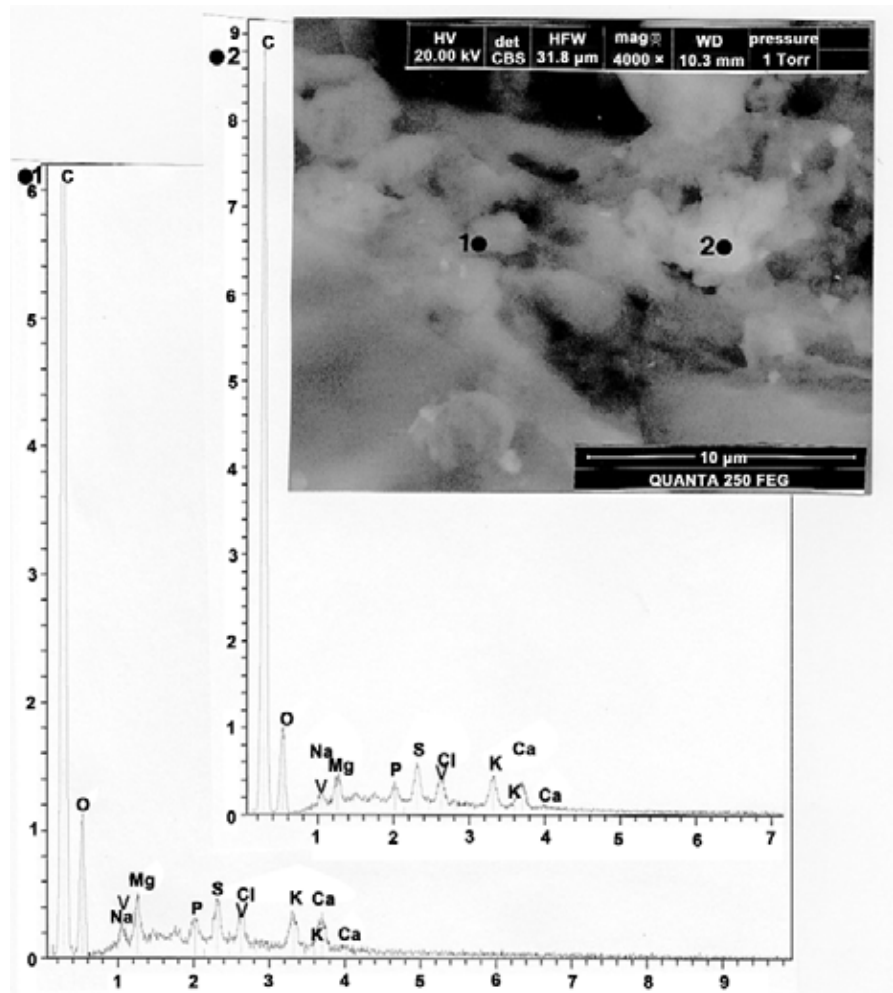 ●2
9
C
8
7
6
5
4
3
2
1
0
O
Na
V
Mg
P
S
Cl
V
K
K
Ca
Ca
1 2 3 4 5 6 7
HV det HFW mag WD pressure
20.00 kV CBS 31.8 µm 4000 × 10.3 mm 1 Torr
1●
2●
10 µm
QUANTA 250 FEG
●1
6
C
5
4
3
2
1
0
O
V
Na
Mg
P
S
Cl
V
K
K
Ca
Ca
1 2 3 4 5 6 7 8 9